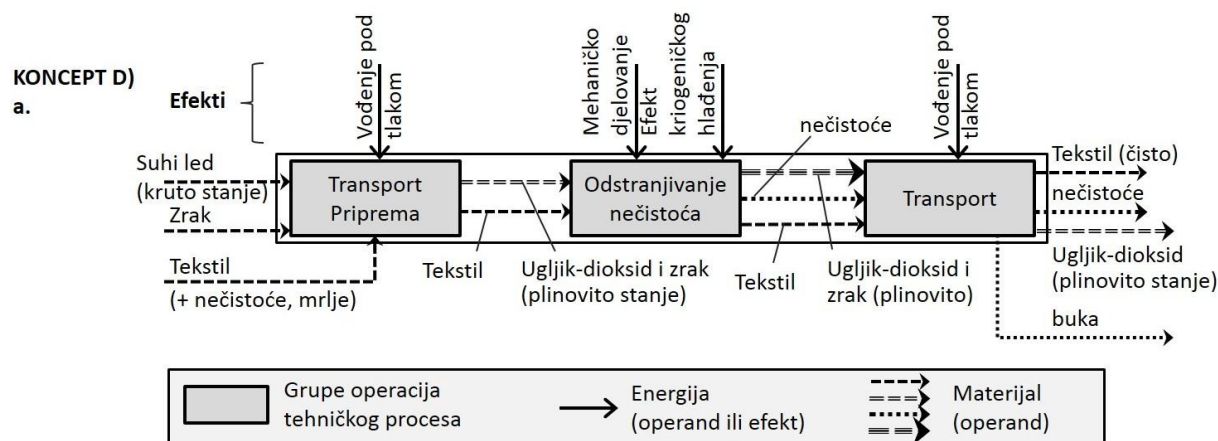 KONCEPT D)
a.
Efekti
Vođenje pod
tlakom
Mehaničko
djelovanje
Efekt
kriogeničkog
hlađenja
nečistoće
Vođenje pod
tlakom
Suhi led
(kruto stanje)
Zrak
Tekstil
(+ nečistoće, mrlje)
Transport
Priprema
Tekstil
Ugljik-dioksid i zrak
(plinovito stanje)
Odstranjivanje
nečistoća
Tekstil
Ugljik-dioksid i
zrak (plinovito)
Transport
Tekstil (čisto)
nečistoće
Ugljik-dioksid
(plinovito stanje)
buka
Grupe operacija
tehničkog procesa
Energija
(operand ili efekt)
Materijal
(operand)